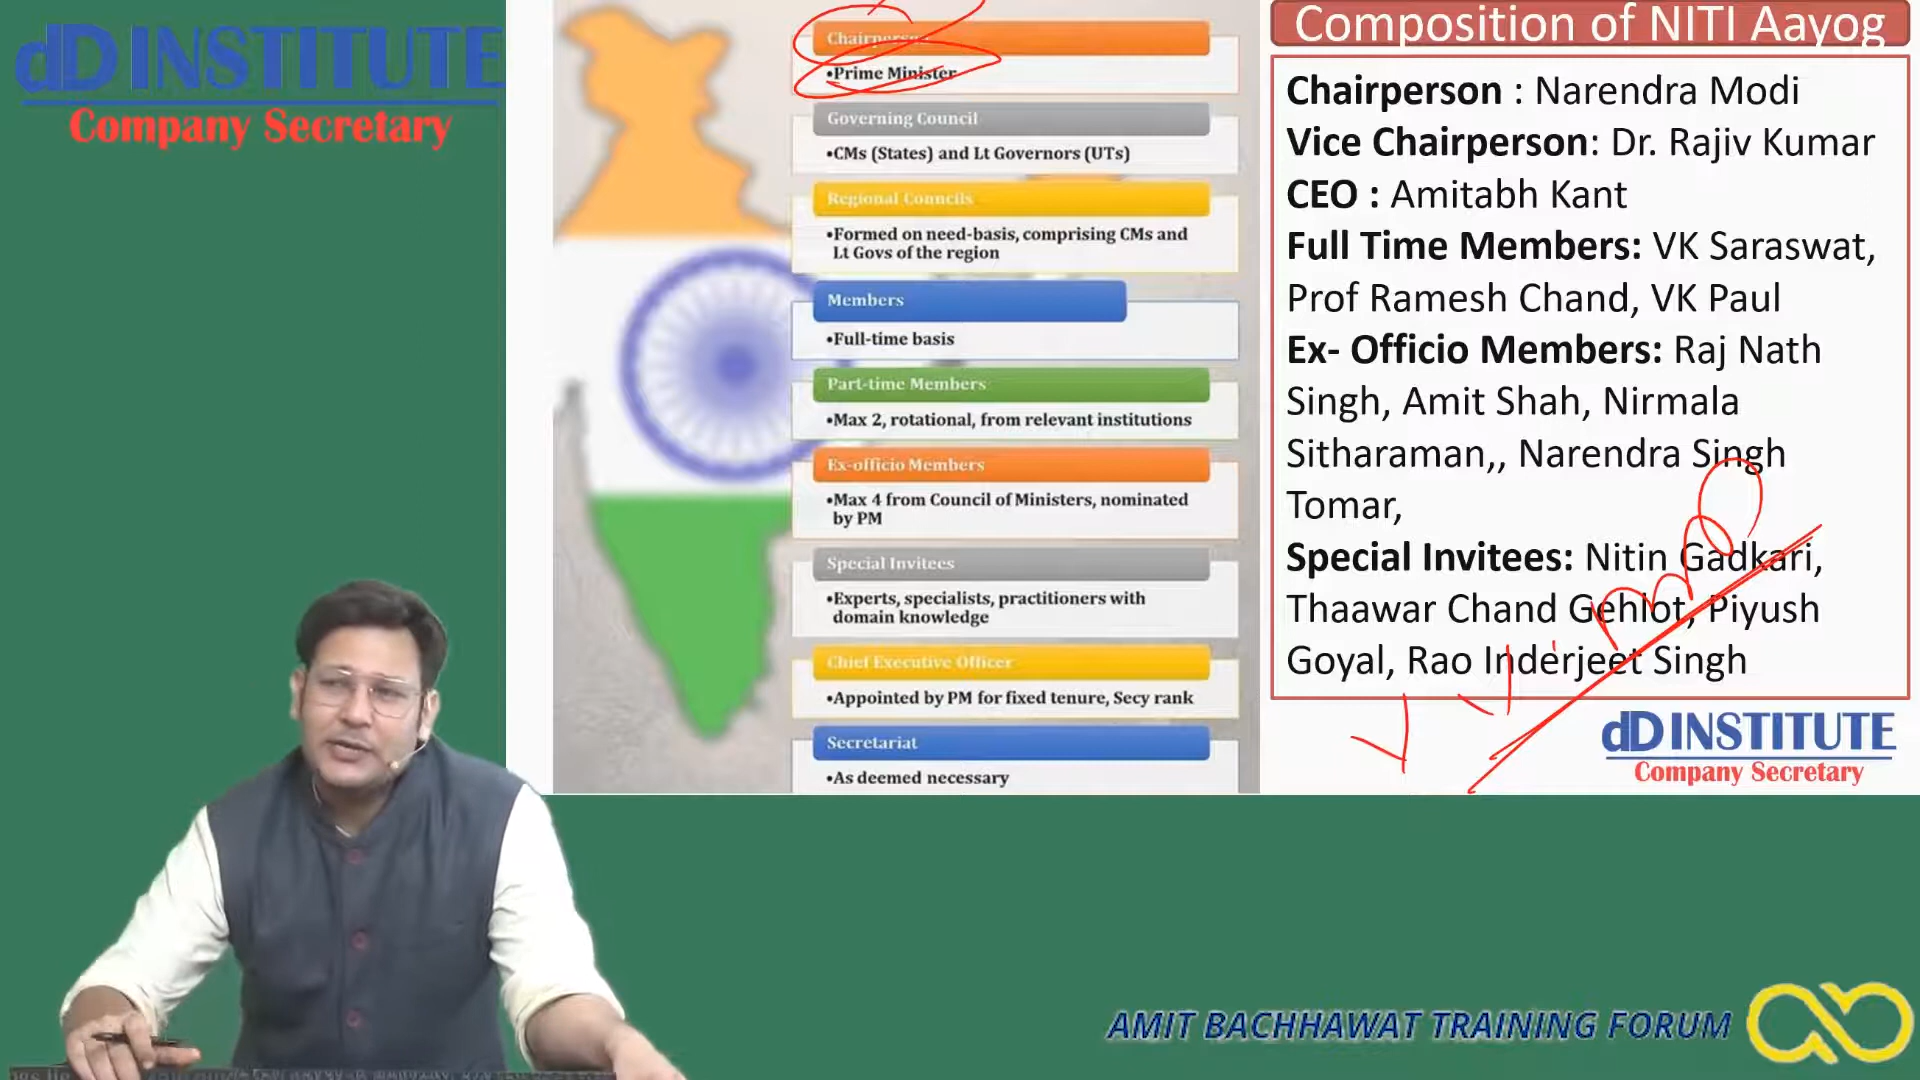 dD INSTITUTE
Company Secretary
Chairperson
•Prime Minister
Governing Council
•CMs (States) and Lt Governors (UTs)
Regional Councils
•Formed on need-basis, comprising CMs and
Lt Govs of the region
Members
•Full-time basis
Part-time Members
•Max 2, rotational, from relevant institutions
Ex-officio Members
•Max 4 from Council of Ministers, nominated
by PM
Special Invitees
•Experts, specialists, practitioners with
domain knowledge
Chief Executive Officer
•Appointed by PM for fixed tenure, Secy rank
Secretariat
•As deemed necessary
Composition of NITI Aayog
Chairperson : Narendra Modi
Vice Chairperson: Dr. Rajiv Kumar
CEO : Amitabh Kant
Full Time Members: VK Saraswat,
Prof Ramesh Chand, VK Paul
Ex- Officio Members: Raj Nath
Singh, Amit Shah, Nirmala
Sitharaman,, Narendra Singh
Tomar,
Special Invitees: Nitin Gadkari,
Thaawar Chand Gehlot, Piyush
Goyal, Rao Inderjeet Singh
dD INSTITUTE
Company Secretary
AMIT BACHHAWAT TRAINING FORUM